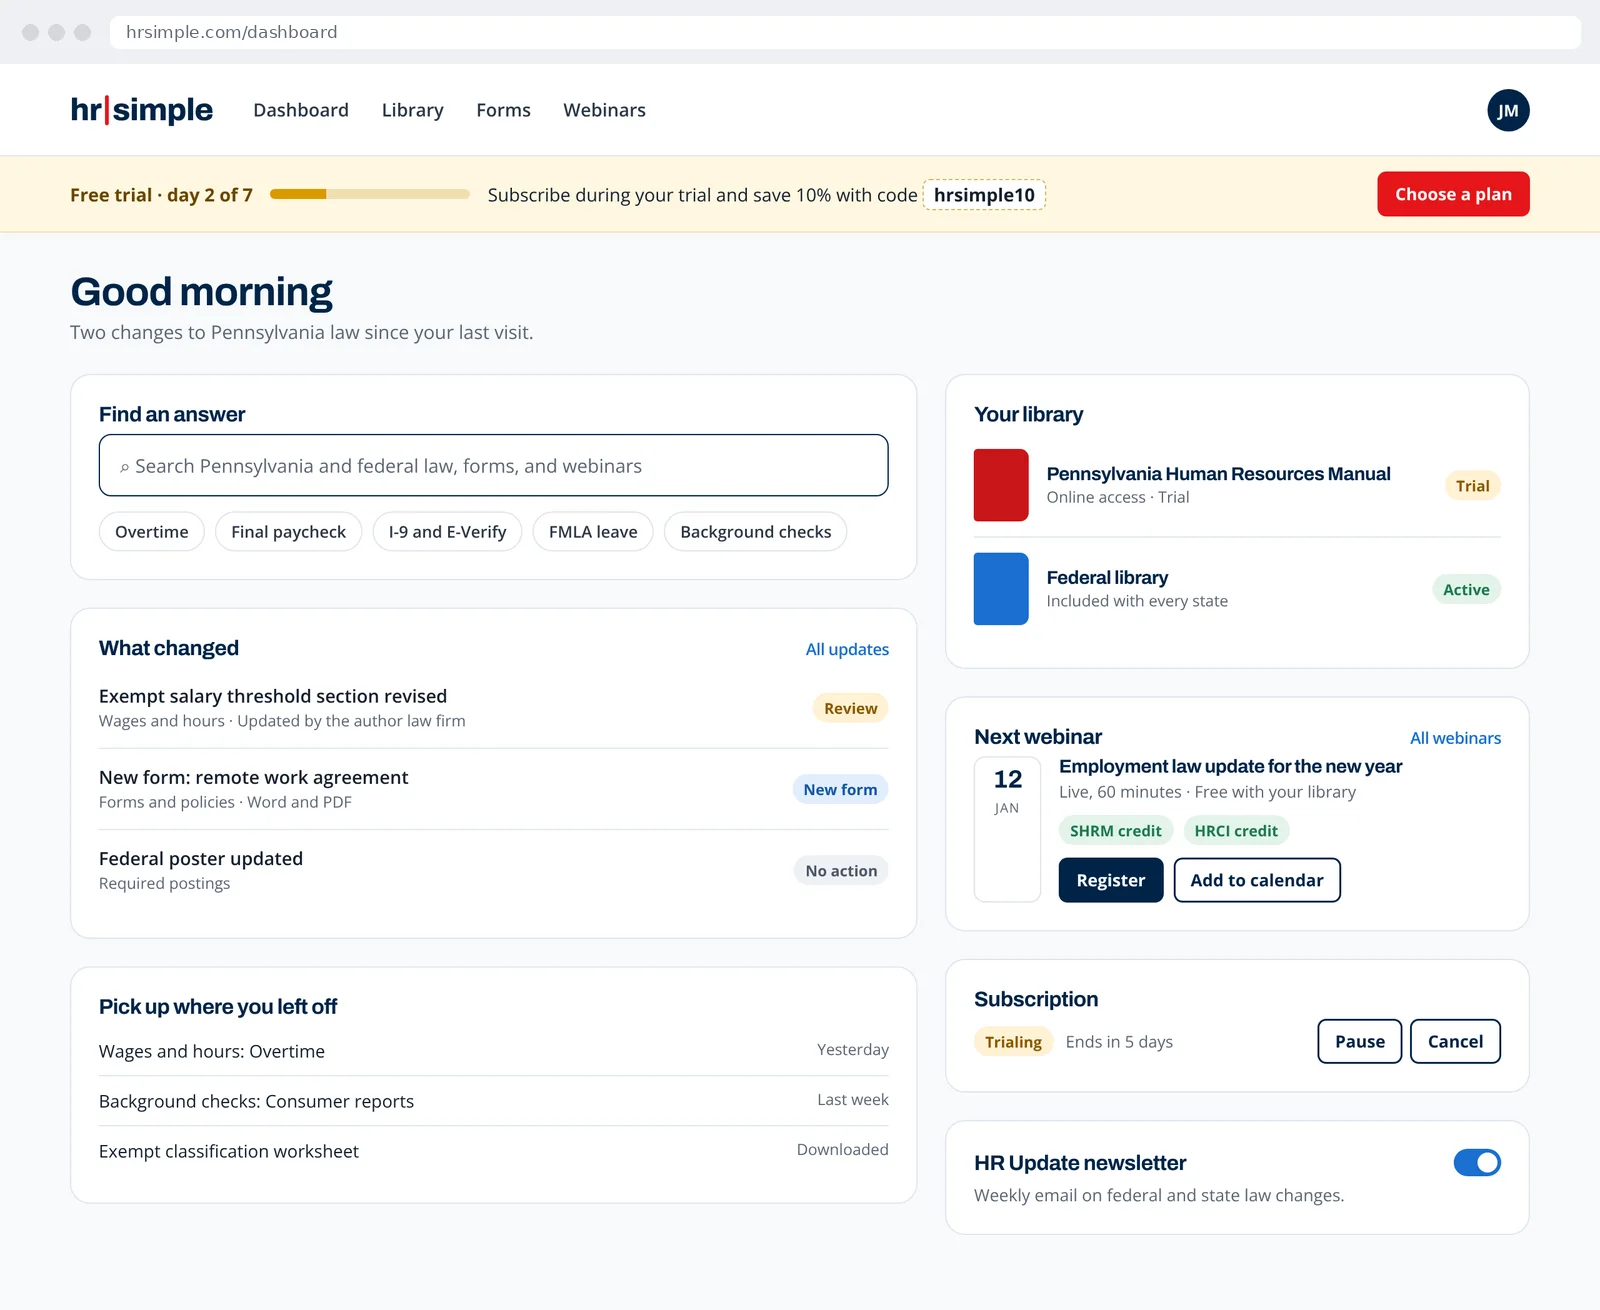 hrsimple.com/dashboard
hr|simple
Dashboard
Library
Forms
Webinars
JM
Free trial · day 2 of 7
Subscribe during your trial and save 10% with code hrsimple10
Choose a plan
Good morning
Two changes to Pennsylvania law since your last visit.
Find an answer
Search Pennsylvania and federal law, forms, and webinars
Overtime
Final paycheck
I-9 and E-Verify
FMLA leave
Background checks
What changed
All updates
Exempt salary threshold section revised
Wages and hours · Updated by the author law firm
Review
New form: remote work agreement
Forms and policies · Word and PDF
New form
Federal poster updated
Required postings
No action
Pick up where you left off
Wages and hours: Overtime
Yesterday
Background checks: Consumer reports
Last week
Exempt classification worksheet
Downloaded
Your library
Pennsylvania Human Resources Manual
Online access · Trial
Trial
Federal library
Included with every state
Active
Next webinar
All webinars
12
JAN
Employment law update for the new year
Live, 60 minutes · Free with your library
SHRM credit
HRCI credit
Register
Add to calendar
Subscription
Trialing
Ends in 5 days
Pause
Cancel
HR Update newsletter
Weekly email on federal and state law changes.